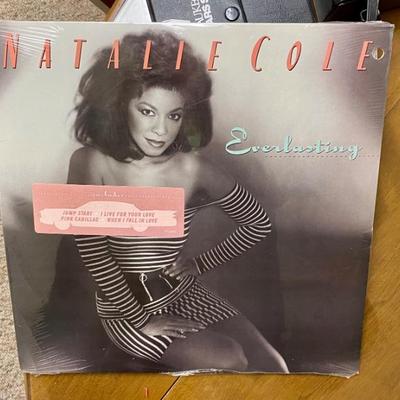 NATALIE COLE
Everlasting
JUMP START I LIVE FOR YOUR LOVE
PINK CADILLAC WHEN I FALL IN LOVE